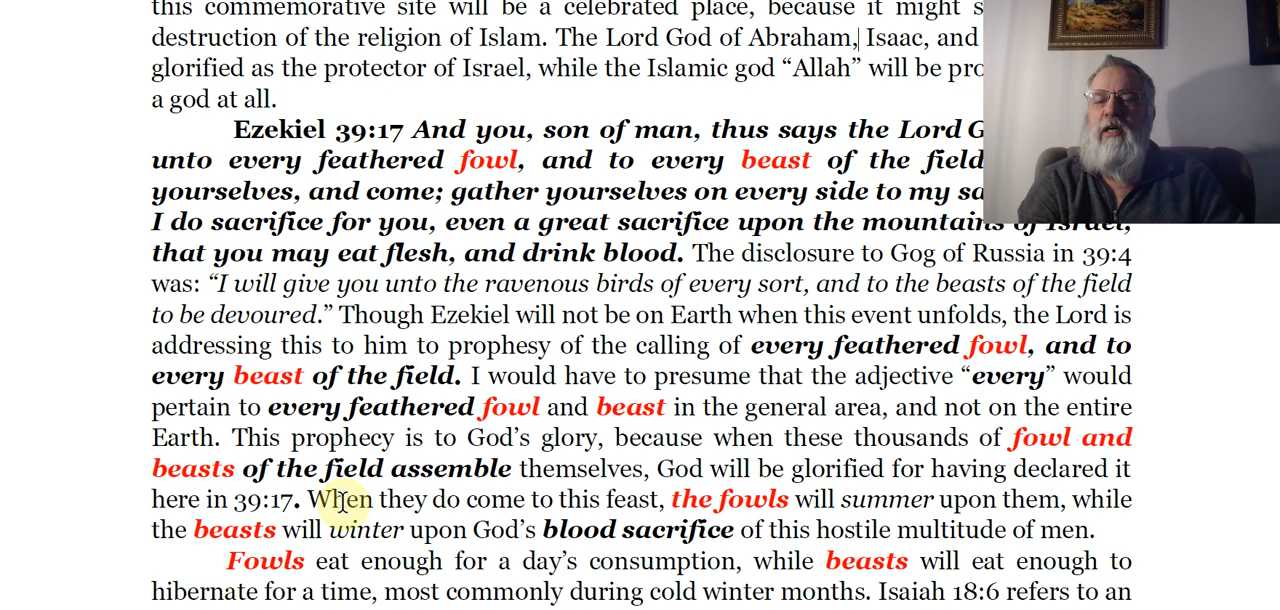 this commemorative site will be a celebrated place, because it might
destruction of the religion of Islam. The Lord God of Abraham, Isaac, and
glorified as the protector of Israel, while the Islamic god “Allah” will be
a god at all.
Ezekiel 39:17 And you, son of man, thus says the Lord
unto every feathered fowl, and to every beast of the field
yourselves, and come; gather yourselves on every side to my
I do sacrifice for you, even a great sacrifice upon the mountains of Israel,
that you may eat flesh, and drink blood. The disclosure to Gog of Russia in 39:4
was: “I will give you unto the ravenous birds of every sort, and to the beasts of the field
to be devoured.” Though Ezekiel will not be on Earth when this event unfolds, the Lord is
addressing this to him to prophesy of the calling of every feathered fowl, and to
every beast of the field. I would have to presume that the adjective “every” would
pertain to every feathered fowl and beast in the general area, and not on the entire
Earth. This prophecy is to God’s glory, because when these thousands of fowl and
beasts of the field assemble themselves, God will be glorified for having declared it
here in 39:17. When they do come to this feast, the fowls will summer upon them, while
the beasts will winter upon God’s blood sacrifice of this hostile multitude of men.
Fowls eat enough for a day’s consumption, while beasts will eat enough to
hibernate for a time, most commonly during cold winter months. Isaiah 18:6 refers to an